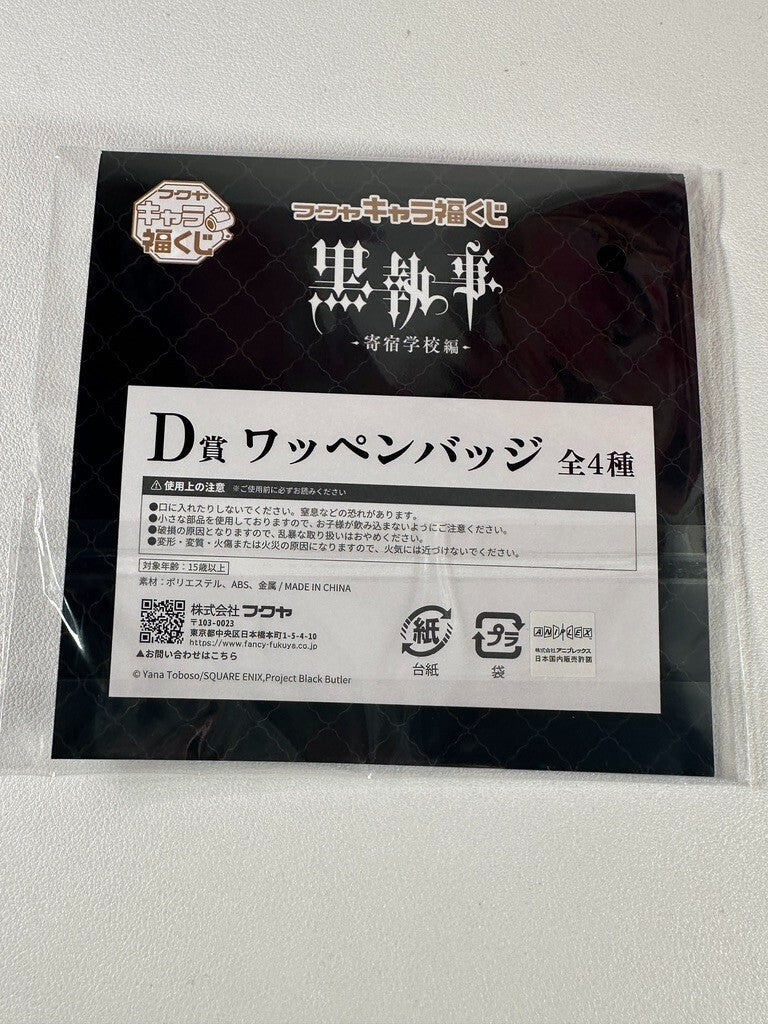 フクヤ
キャラ
福くじ
フクヤキャラ福くじ
黒執事
-寄宿学校編-
D賞 ワッペンバッジ 全4種
⚠使用上の注意 ※ご使用前に必ずお読みください
●口に入れたりしないでください。窒息などの恐れがあります。
●小さな部品を使用しておりますので、お子様が飲み込まないようにご注意ください。
●破損の原因となりますので、乱暴な取り扱いはおやめください。
●変形・変質・火傷または火災の原因になりますので、火気には近づけないでください。
対象年齢：15歳以上
素材：ポリエステル、ABS、金属 / MADE IN CHINA
株式会社フクヤ
〒103-0023
東京都中央区日本橋本町1-5-4-10
https://www.fancy-fukuya.co.jp
▲お問い合わせはこちら
紙
台紙
プラ
袋
ANIPLEX
株式会社アニプレックス
日本国内販売許諾
© Yana Toboso/SQUARE ENIX,Project Black Butler